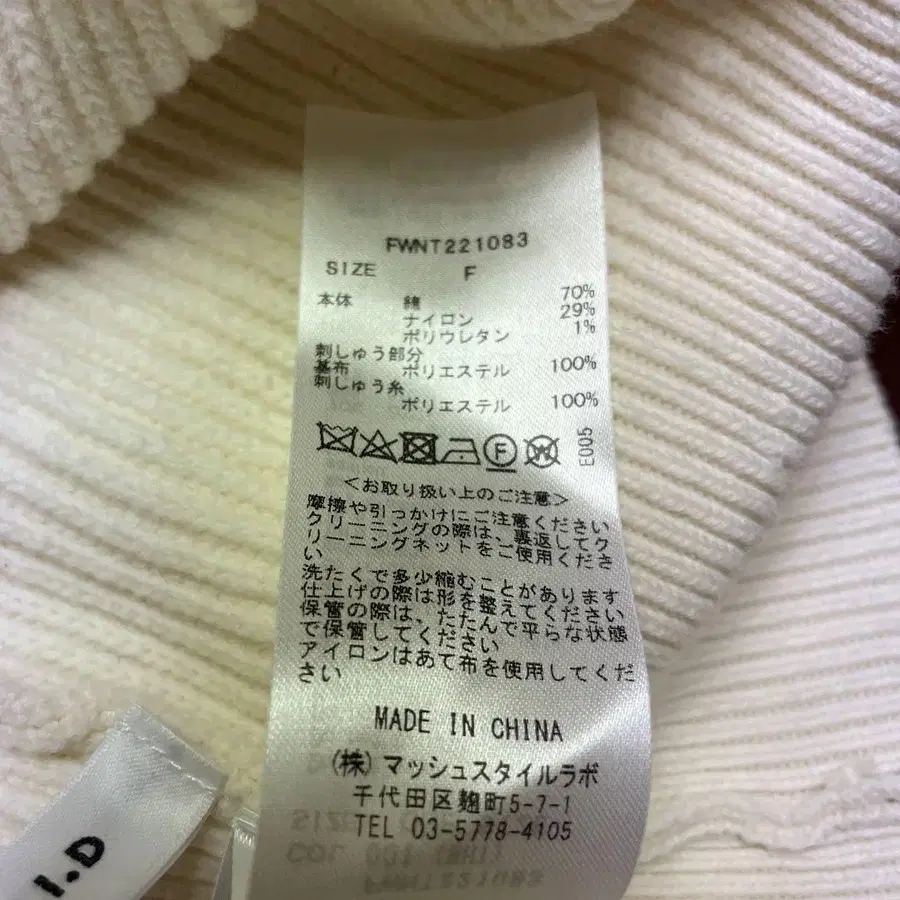 FWNT221083
SIZE F
本体 綿 70%
ナイロン 29%
ポリウレタン 1%
刺しゅう部分
基布 ポリエステル 100%
刺しゅう糸
ポリエステル 100%
F W E005
<お取り扱い上のご注意>
摩擦や引っかけにご注意ください
クリーニングの際は、裏返してク
リーニングネットをご使用くださ
い
洗たくで多少縮むことがあります
仕上げの際は形を整えてください
保管の際は、たたんで平らな状態
で保管してください
アイロンはあて布を使用してくだ
さい
MADE IN CHINA
(株)マッシュスタイルラボ
千代田区麹町5-7-1
TEL 03-5778-4105
I.D